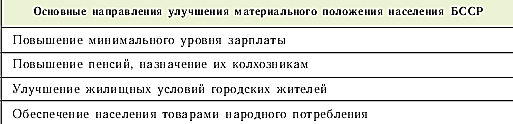 Основные направления улучшения материального положения населения БССР
Повышение минимального уровня зарплаты
Повышение пенсий, назначение их колхозникам
Улучшение жилищных условий городских жителей
Обеспечение населения товарами народного потребления